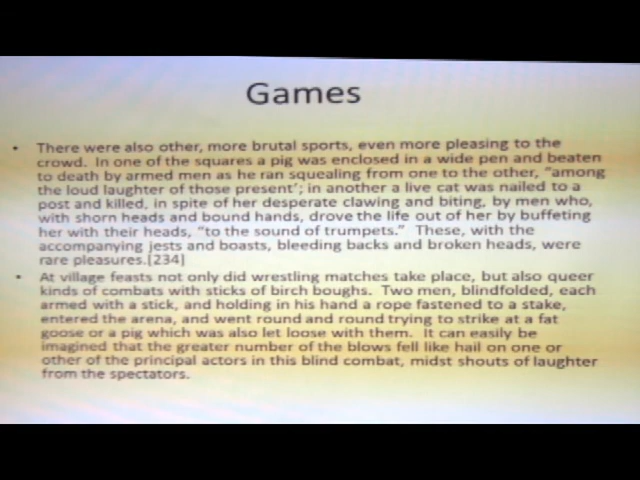 Games
• There were also other, more brutal sports, even more pleasing to the
crowd. In one of the squares a pig was enclosed in a wide pen and beaten
to death by armed men as he ran squealing from one to the other, "among
the loud laughter of those present'; in another a live cat was nailed to a
post and killed, in spite of her desperate clawing and biting, by men who,
with shorn heads and bound hands, drove the life out of her by buffeting
her with their heads, "to the sound of trumpets." These, with the
accompanying jests and boasts, bleeding backs and broken heads, were
rare pleasures.[234]
• At village feasts not only did wrestling matches take place, but also queer
kinds of combats with sticks of birch boughs. Two men, blindfolded, each
armed with a stick, and holding in his hand a rope fastened to a stake,
entered the arena, and went round and round trying to strike at a fat
goose or a pig which was also let loose with them. It can easily be
imagined that the greater number of the blows fell like hail on one or
other of the principal actors in this blind combat, midst shouts of laughter
from the spectators.